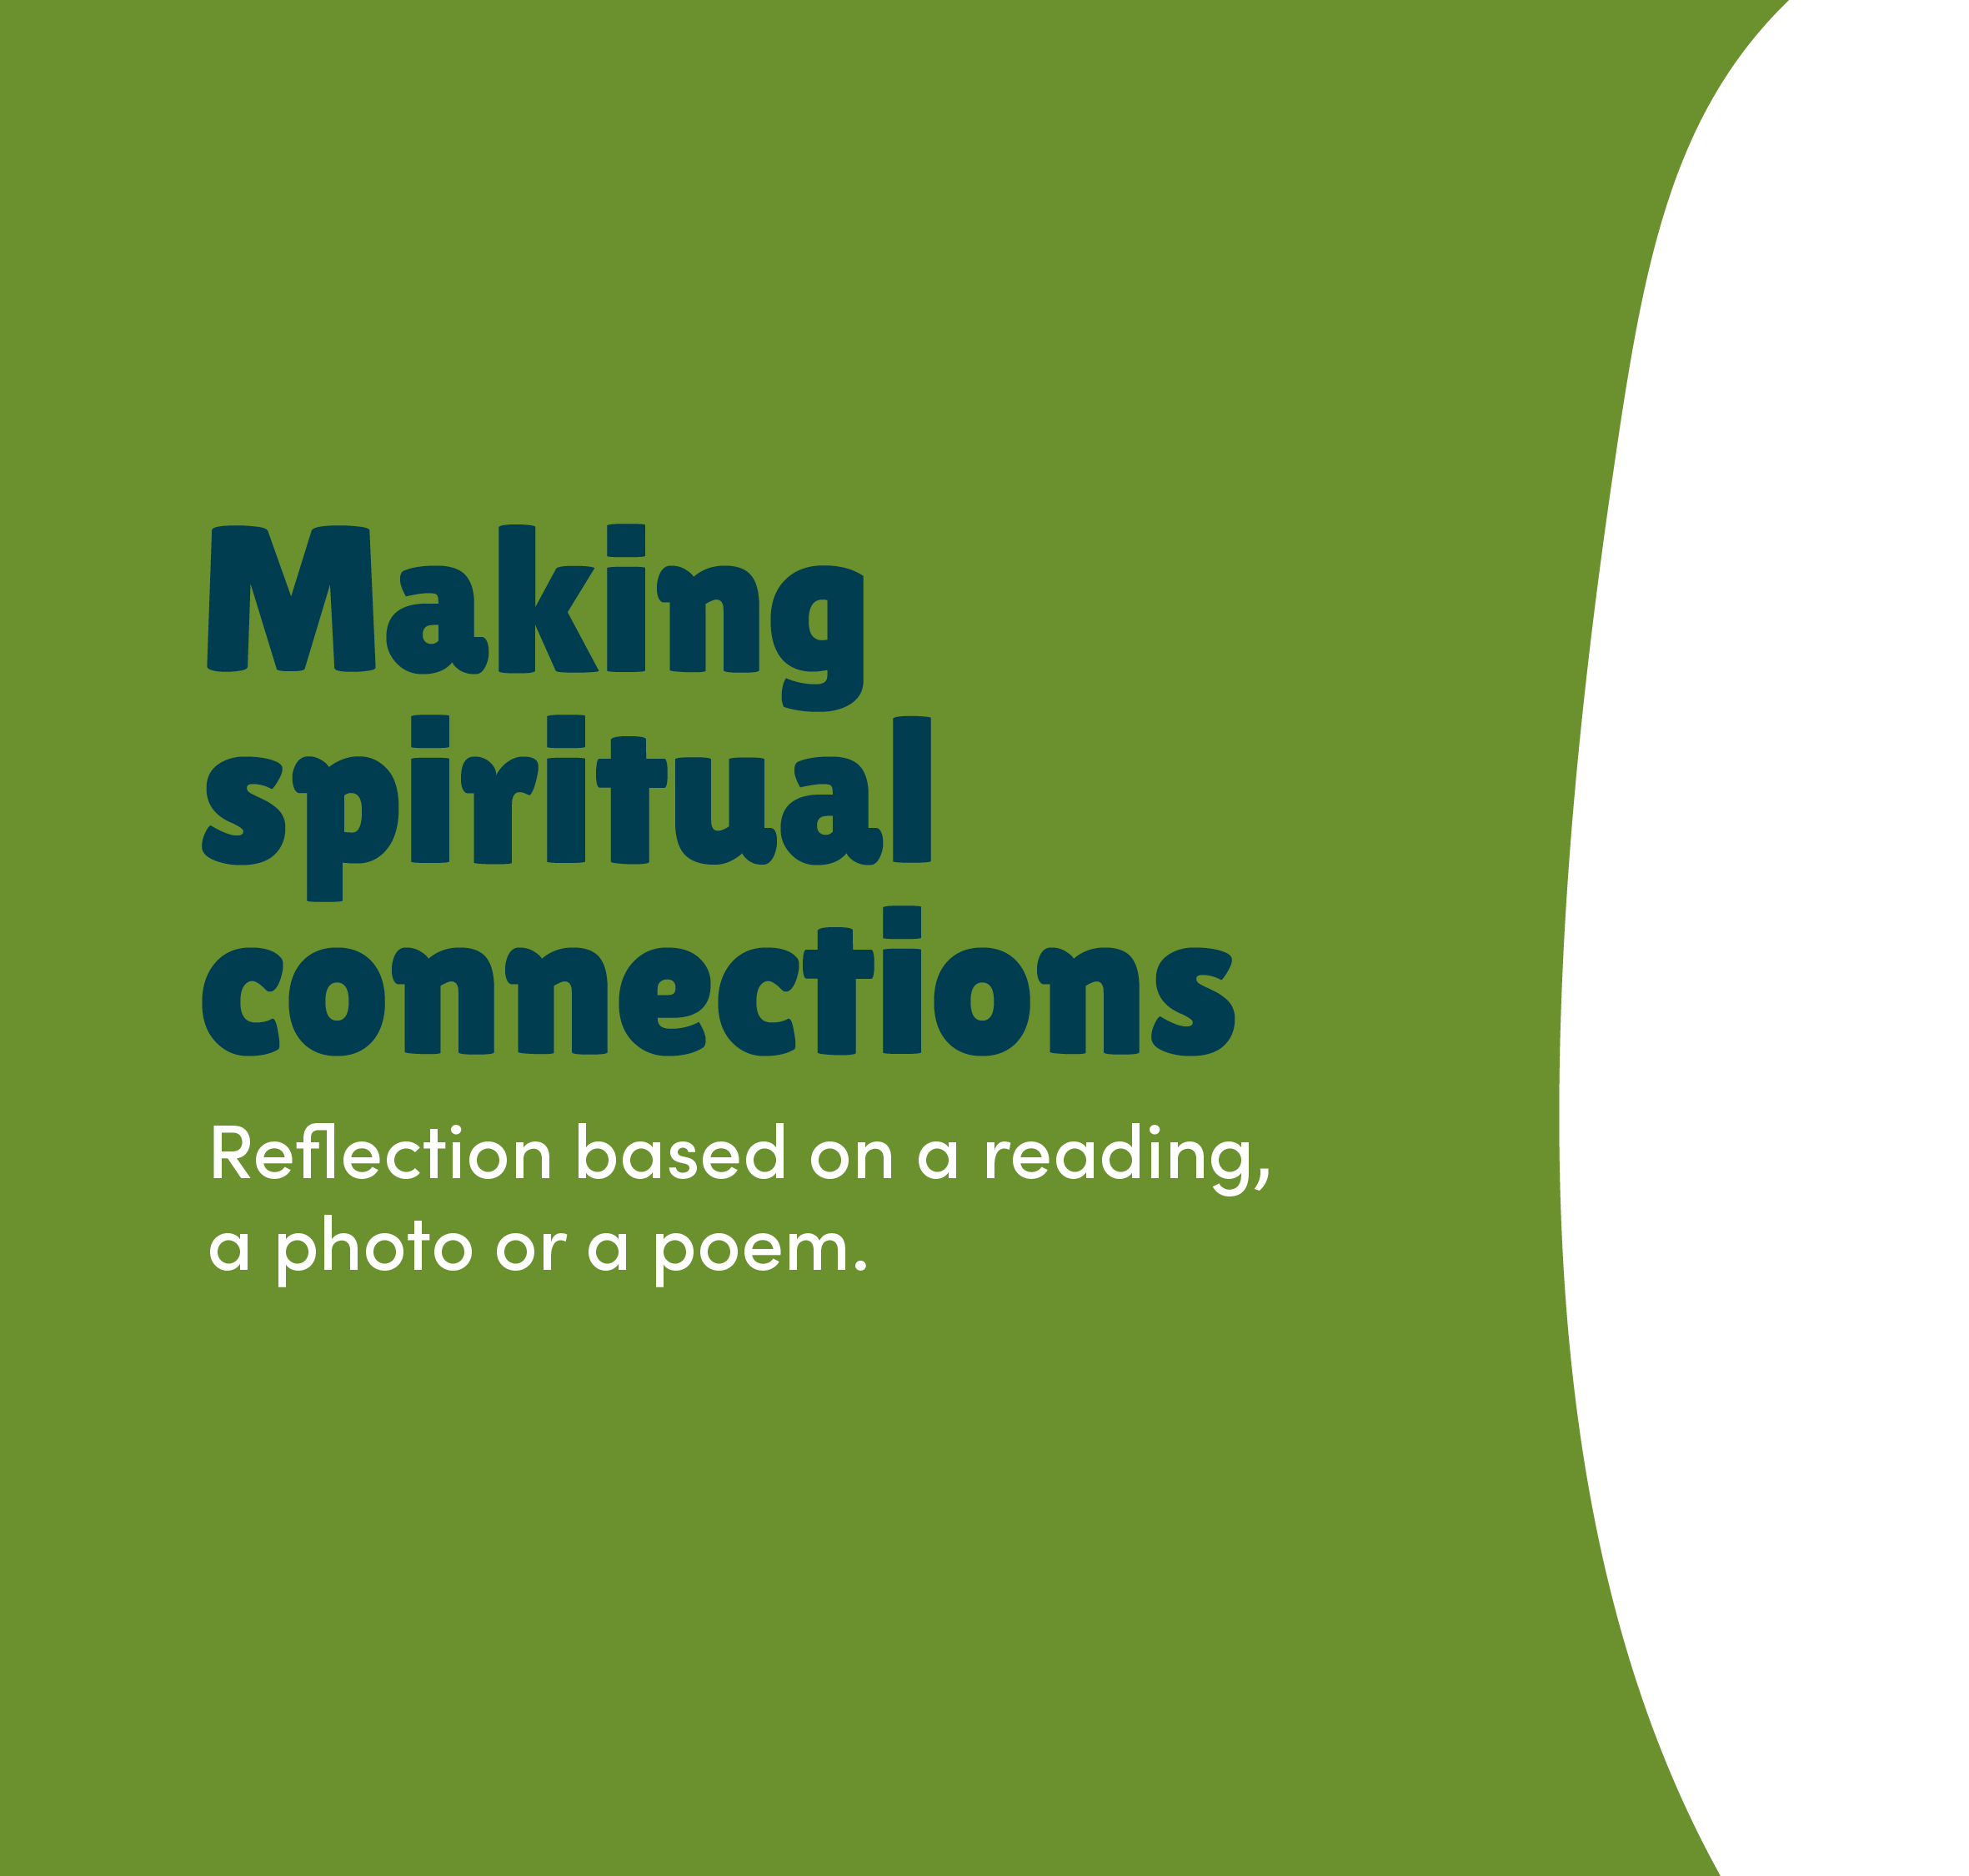 Making
spiritual
connections
Reflection based on a reading,
a photo or a poem.